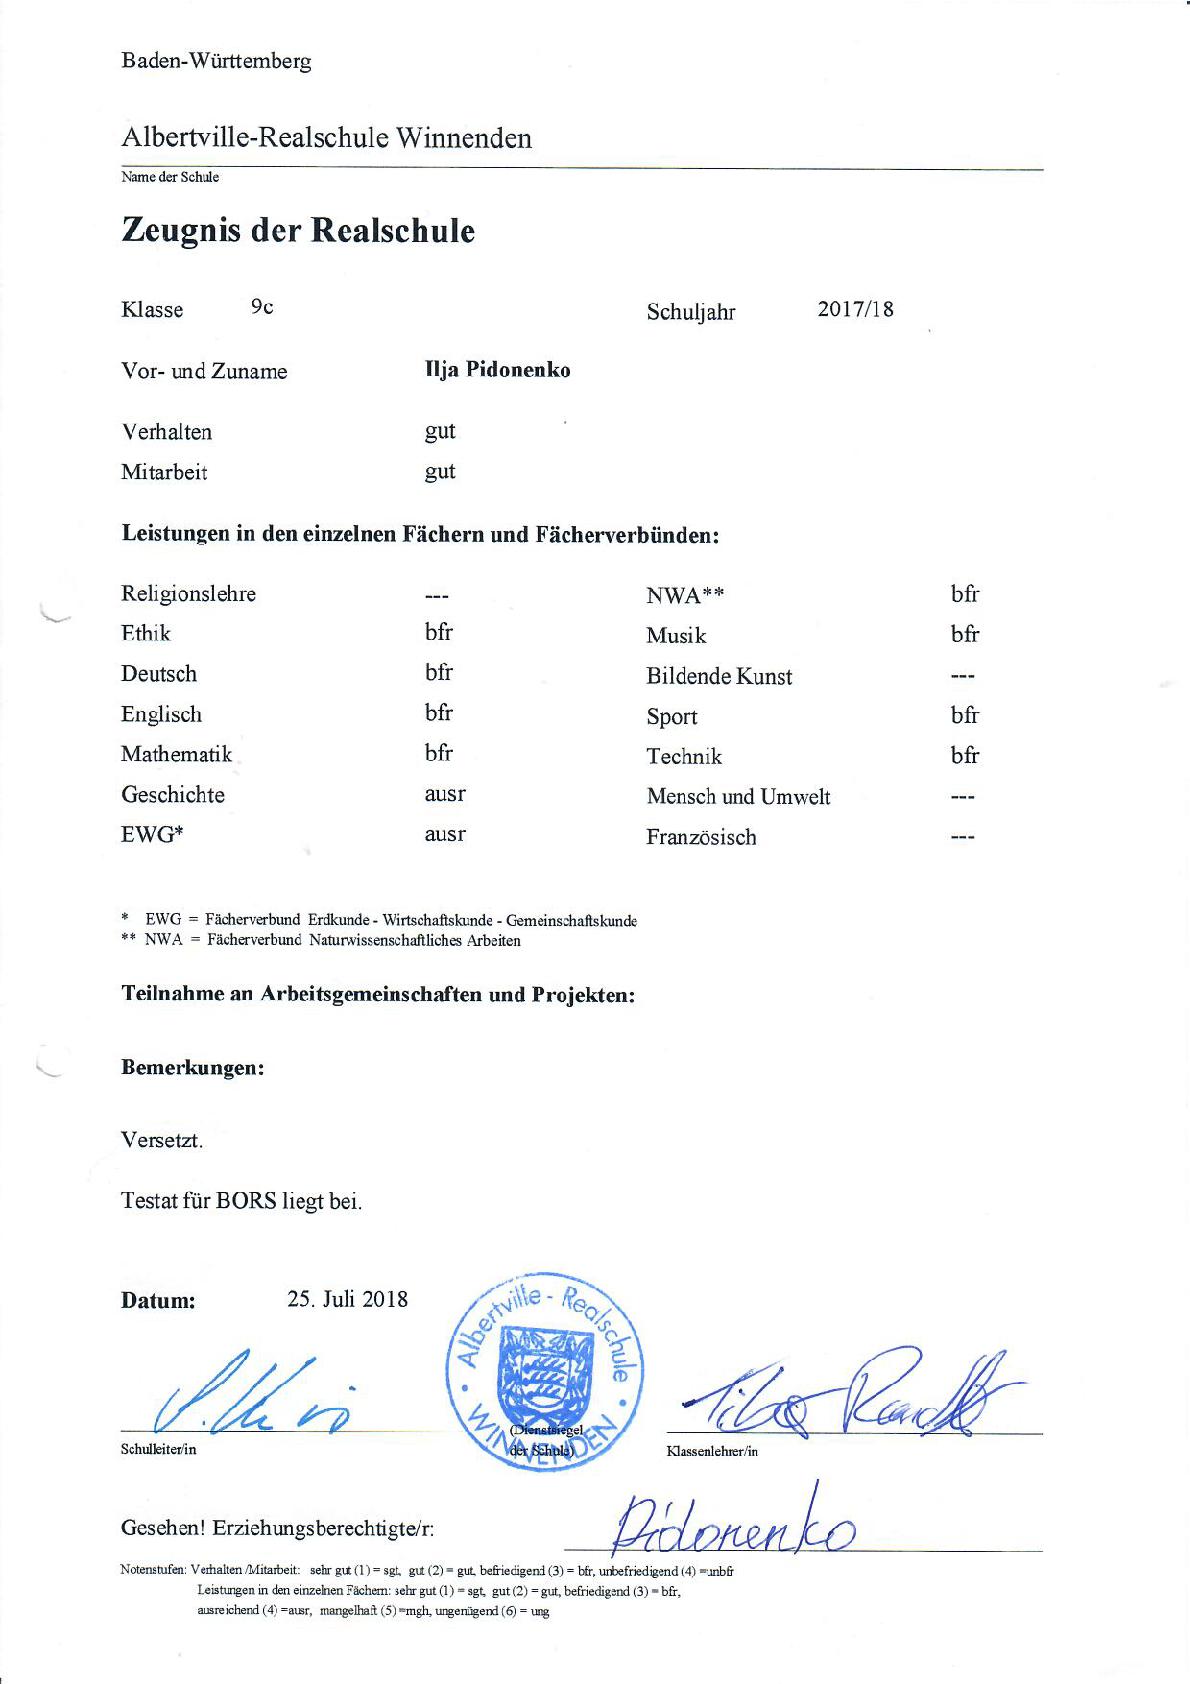 Baden-Württemberg
Albertville-Realschule Winnenden
Name der Schule
Zeugnis der Realschule
Klasse 9c Schuljahr 2017/18
Vor- und Zuname Ilja Pidonenko
Verhalten gut
Mitarbeit gut
Leistungen in den einzelnen Fächern und Fächerverbünden:
Religionslehre --- NWA** bfr
Ethik bfr Musik bfr
Deutsch bfr Bildende Kunst ---
Englisch bfr Sport bfr
Mathematik bfr Technik bfr
Geschichte ausr Mensch und Umwelt ---
EWG* ausr Französisch ---
* EWG = Fächerverbund Erdkunde - Wirtschaftskunde - Gemeinschaftskunde
** NWA = Fächerverbund Naturwissenschaftliches Arbeiten
Teilnahme an Arbeitsgemeinschaften und Projekten:
Bemerkungen:
Versetzt.
Testat für BORS liegt bei.
Datum: 25. Juli 2018
Albertville - Realschule
WINNENDEN
(Dienstsiegel
der Schule)
Schulleiter/in Klassenlehrer/in
Gesehen! Erziehungsberechtigte/r: Pidonenko
Notenstufen: Verhalten /Mitarbeit: sehr gut (1) = sgt, gut (2) = gut, befriedigend (3) = bfr, unbefriedigend (4) =unbfr
Leistungen in den einzelnen Fächern: sehr gut (1) = sgt, gut (2) = gut, befriedigend (3) = bfr,
ausreichend (4) =ausr, mangelhaft (5) =mgh, ungenügend (6) = ung